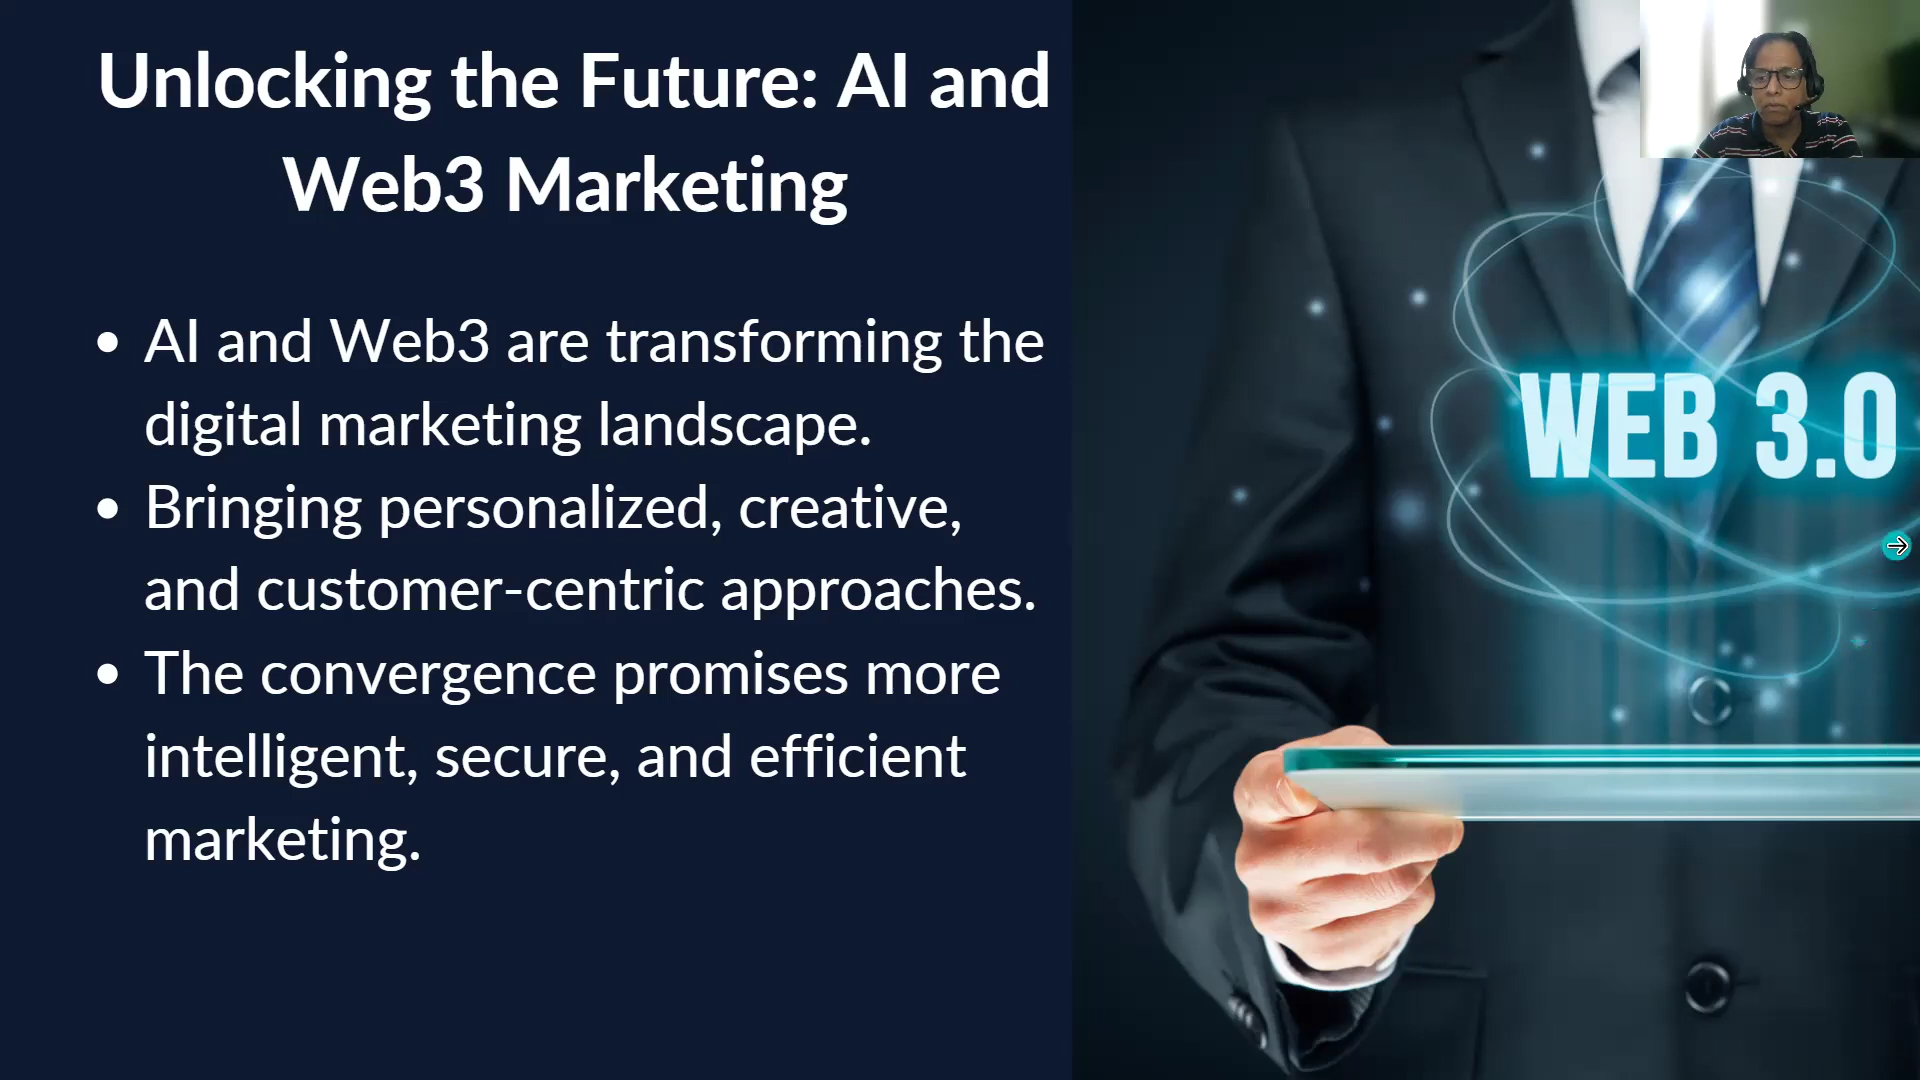 Unlocking the Future: AI and
Web3 Marketing
• AI and Web3 are transforming the
digital marketing landscape.
• Bringing personalized, creative,
and customer-centric approaches.
• The convergence promises more
intelligent, secure, and efficient
marketing.
WEB 3.0